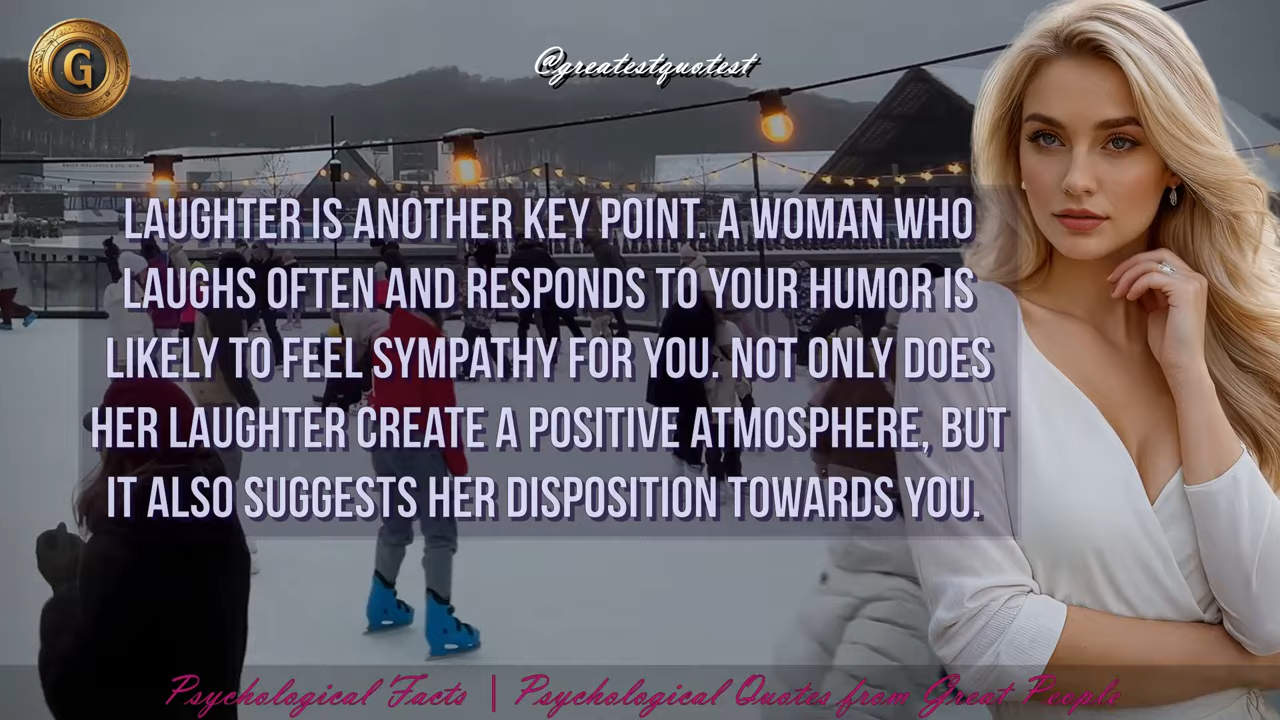 G
@greatestquotest
LAUGHTER IS ANOTHER KEY POINT. A WOMAN WHO
LAUGHS OFTEN AND RESPONDS TO YOUR HUMOR IS
LIKELY TO FEEL SYMPATHY FOR YOU. NOT ONLY DOES
HER LAUGHTER CREATE A POSITIVE ATMOSPHERE, BUT
IT ALSO SUGGESTS HER DISPOSITION TOWARDS YOU.
Psychological Facts | Psychological Quotes from Great People